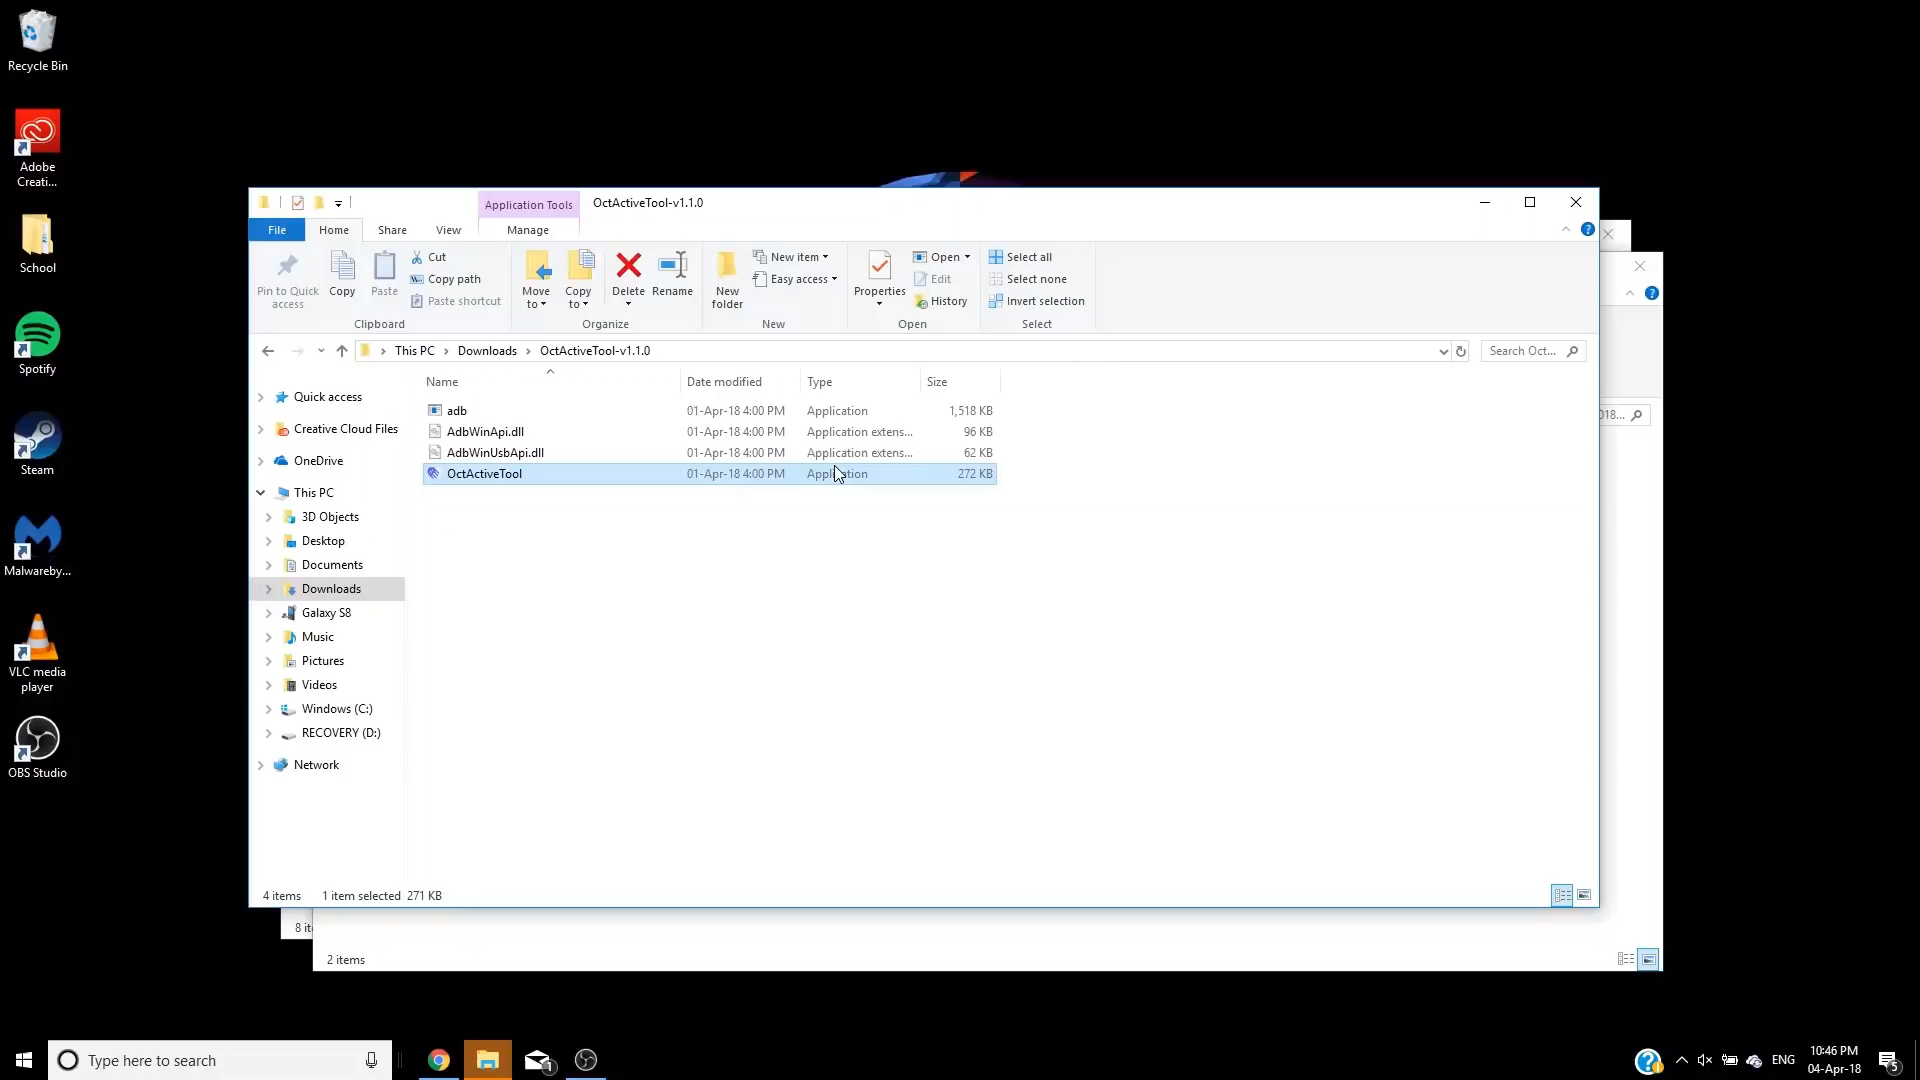 Recycle Bin
Adobe
Creati...
School
Spotify
Steam
Malwareby...
VLC media
player
OBS Studio
Application Tools
OctActiveTool-v1.1.0
File
Home
Share
View
Manage
Pin to Quick
access
Copy
Paste
Cut
Copy path
Paste shortcut
Clipboard
Move
to
Copy
to
Delete
Rename
Organize
New
folder
New item
Easy access
New
Properties
Open
Edit
History
Open
Select all
Select none
Invert selection
Select
This PC > Downloads > OctActiveTool-v1.1.0
Search Oct...
018...
Name Date modified Type Size
adb 01-Apr-18 4:00 PM Application 1,518 KB
AdbWinApi.dll 01-Apr-18 4:00 PM Application extens... 96 KB
AdbWinUsbApi.dll 01-Apr-18 4:00 PM Application extens... 62 KB
OctActiveTool 01-Apr-18 4:00 PM Application 272 KB
Quick access
Creative Cloud Files
OneDrive
This PC
3D Objects
Desktop
Documents
Downloads
Galaxy S8
Music
Pictures
Videos
Windows (C:)
RECOVERY (D:)
Network
4 items 1 item selected 271 KB
8 it
2 items
Type here to search
1
ENG
10:46 PM
04-Apr-18
5